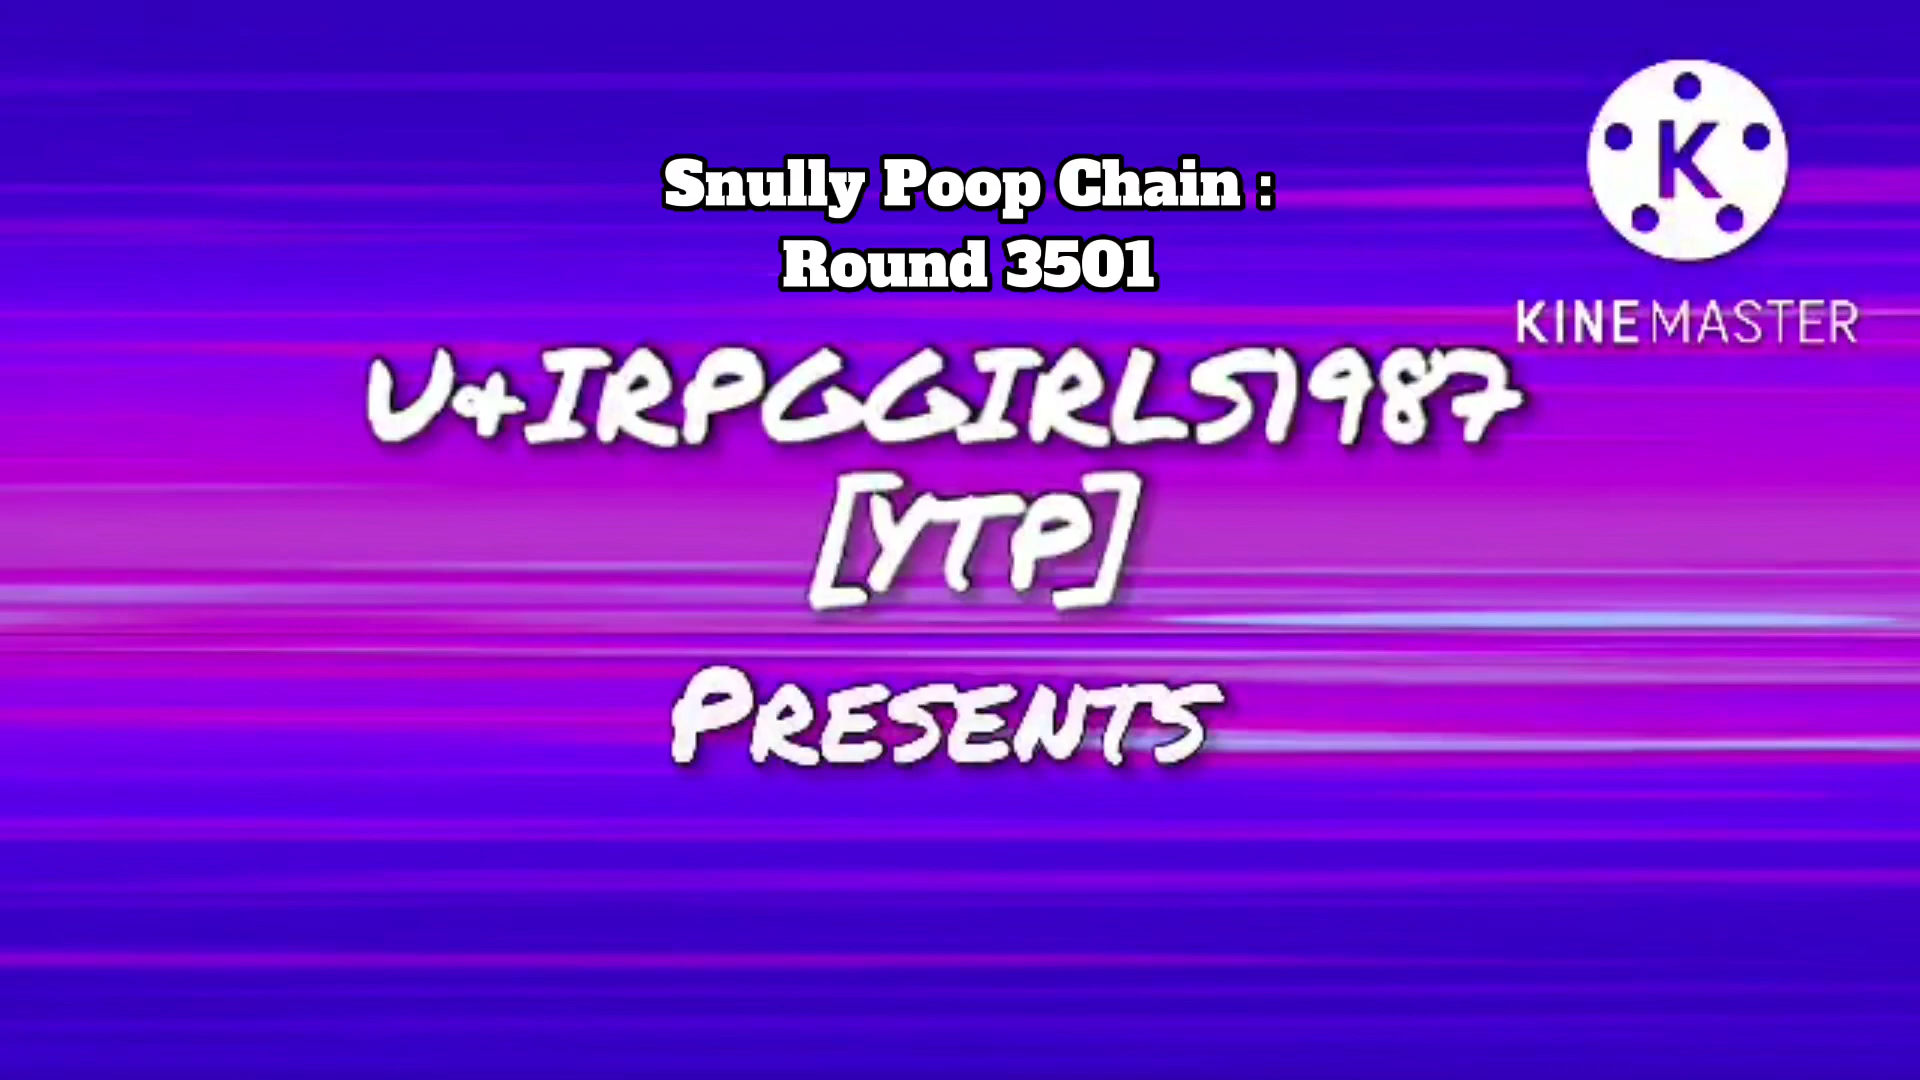 Snully Poop Chain :
Round 3501
K
KINEMASTER
U&IRPGGIRLS1987
[YTP]
PRESENTS